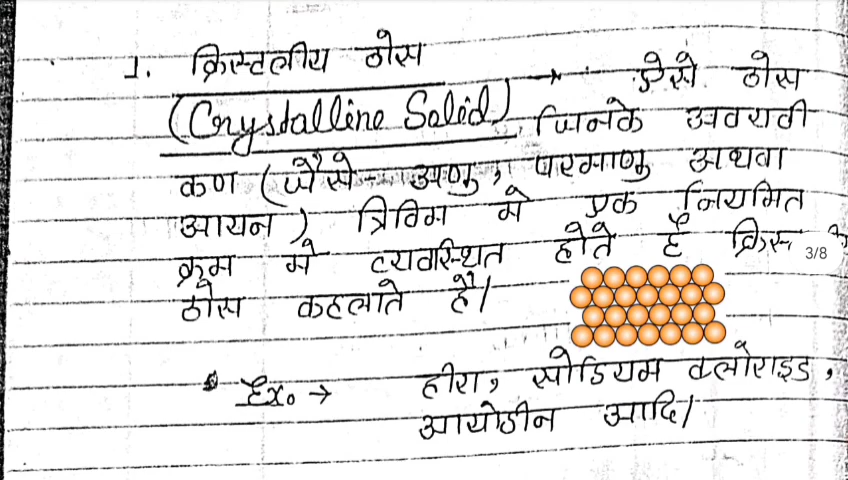 1. क्रिस्टलीय ठोस
(Crystalline Solid) → ऐसे ठोस
जिनके अवयवी
कण (जैसे- अणु, परमाणु अथवा
आयन) त्रिविम मे एक नियमित
क्रम मे व्यवस्थित होते है
3/8
ठोस कहलाते है।
Ex. → हीरा, सोडियम क्लोराइड,
आयोडीन आदि।